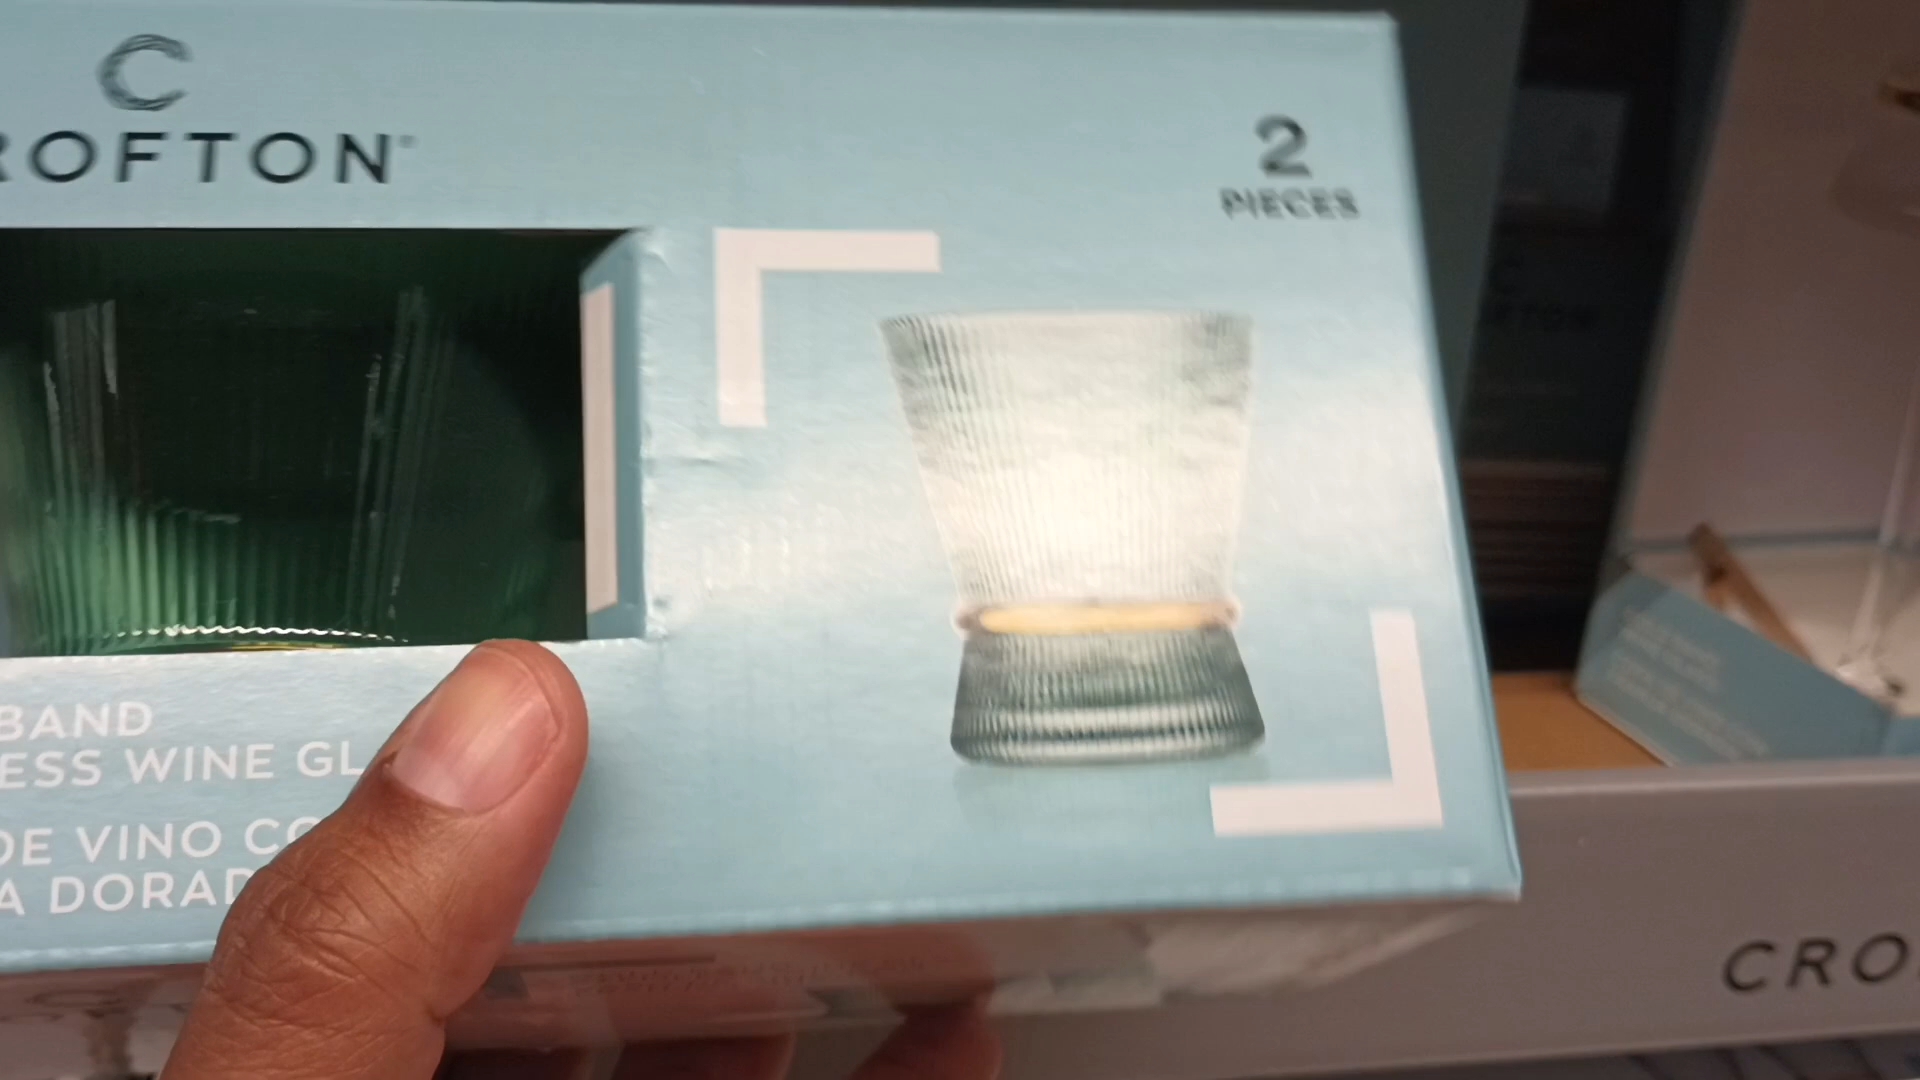 C
ROFTON
2
PIECES
BAND
ESS WINE GL
DE VINO CO
A DORAD
CRO